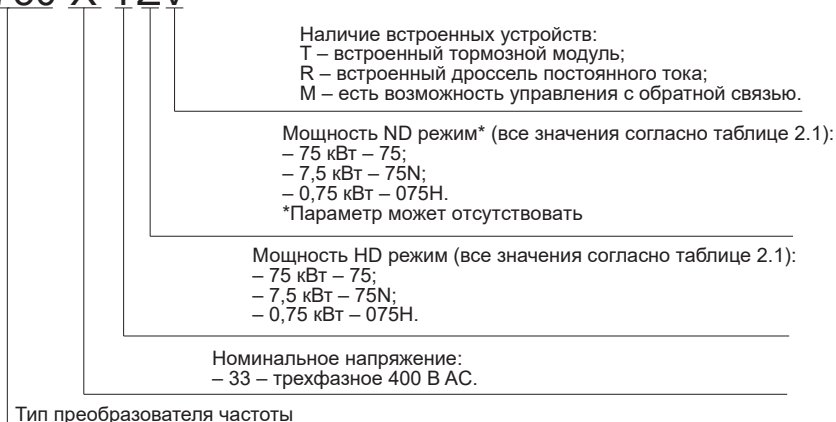 Наличие встроенных устройств:
T – встроенный тормозной модуль;
R – встроенный дроссель постоянного тока;
M – есть возможность управления с обратной связью.
Мощность ND режим* (все значения согласно таблице 2.1):
– 75 кВт – 75;
– 7,5 кВт – 75N;
– 0,75 кВт – 075H.
*Параметр может отсутствовать
Мощность HD режим (все значения согласно таблице 2.1):
– 75 кВт – 75;
– 7,5 кВт – 75N;
– 0,75 кВт – 075H.
Номинальное напряжение:
– 33 – трехфазное 400 В AC.
Тип преобразователя частоты